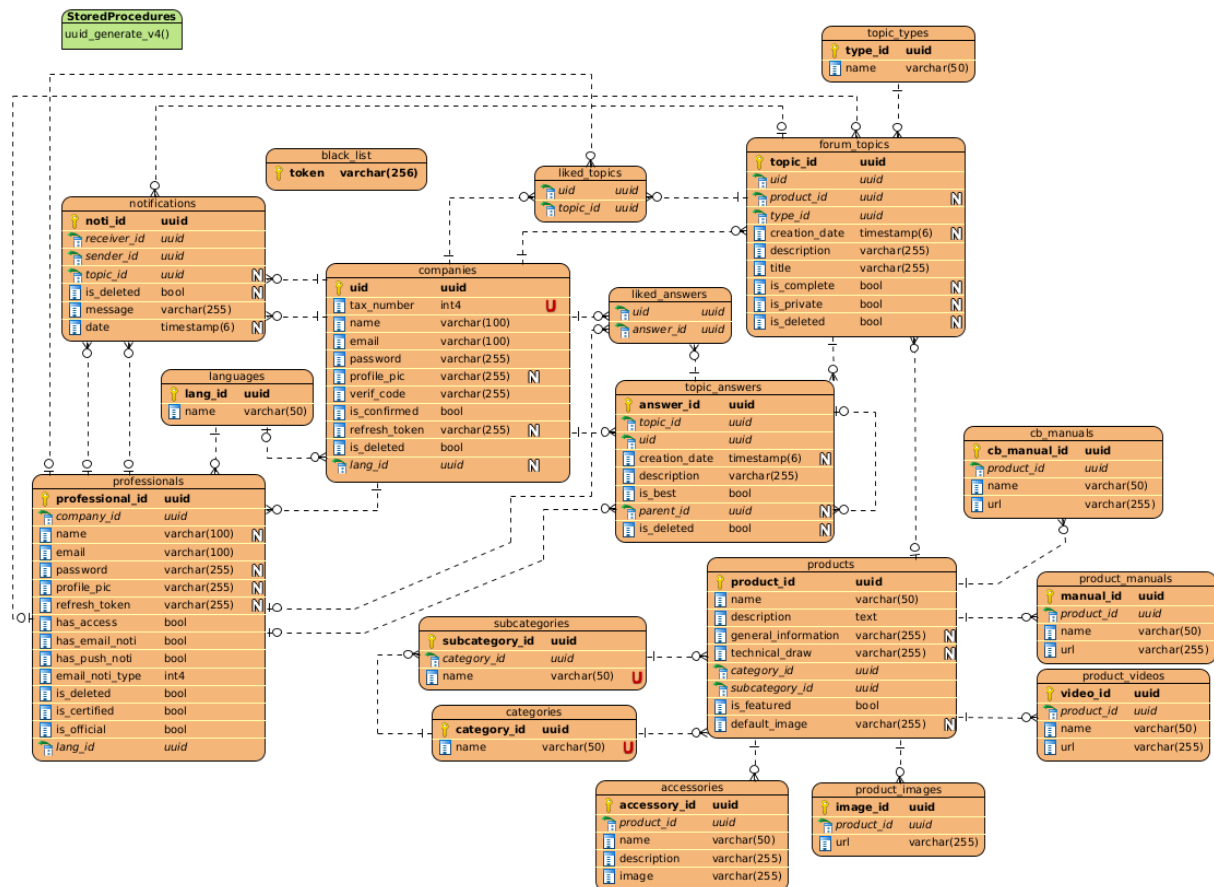 StoredProcedures
uuid_generate_v4()
topic_types
type_id uuid
name varchar(50)
black_list
token varchar(256)
liked_topics
uid uuid
topic_id uuid
forum_topics
topic_id uuid
uid uuid
product_id uuid N
type_id uuid
creation_date timestamp(6) N
description varchar(255)
title varchar(255)
is_complete bool N
is_private bool N
is_deleted bool N
notifications
noti_id uuid
receiver_id uuid
sender_id uuid
topic_id uuid N
is_deleted bool N
message varchar(255)
date timestamp(6) N
companies
uid uuid
tax_number int4 U
name varchar(100)
email varchar(100)
password varchar(255)
profile_pic varchar(255) N
verif_code varchar(255)
is_confirmed bool
refresh_token varchar(255) N
is_deleted bool
lang_id uuid N
liked_answers
uid uuid
answer_id uuid
languages
lang_id uuid
name varchar(50)
topic_answers
answer_id uuid
topic_id uuid
uid uuid
creation_date timestamp(6) N
description varchar(255)
is_best bool
parent_id uuid N
is_deleted bool N
cb_manuals
cb_manual_id uuid
product_id uuid
name varchar(50)
url varchar(255)
professionals
professional_id uuid
company_id uuid
name varchar(100) N
email varchar(100)
password varchar(255) N
profile_pic varchar(255) N
refresh_token varchar(255) N
has_access bool
has_email_noti bool
has_push_noti bool
email_noti_type int4
is_deleted bool
is_certified bool
is_official bool
lang_id uuid
products
product_id uuid
name varchar(50)
description text
general_information varchar(255) N
technical_draw varchar(255) N
category_id uuid
subcategory_id uuid
is_featured bool
default_image varchar(255) N
product_manuals
manual_id uuid
product_id uuid
name varchar(50)
url varchar(255)
subcategories
subcategory_id uuid
category_id uuid
name varchar(50) U
product_videos
video_id uuid
product_id uuid
name varchar(50)
url varchar(255)
categories
category_id uuid
name varchar(50) U
accessories
accessory_id uuid
product_id uuid
name varchar(50)
description varchar(255)
image varchar(255)
product_images
image_id uuid
product_id uuid
url varchar(255)